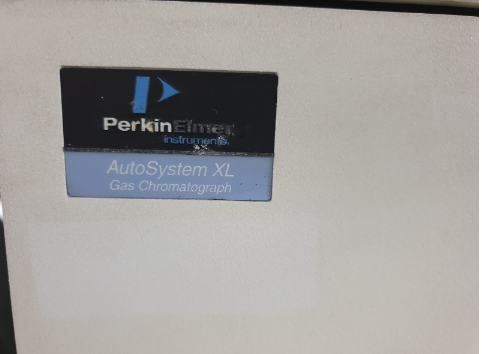 PerkinElmer
instruments.
AutoSystem XL
Gas Chromatograph